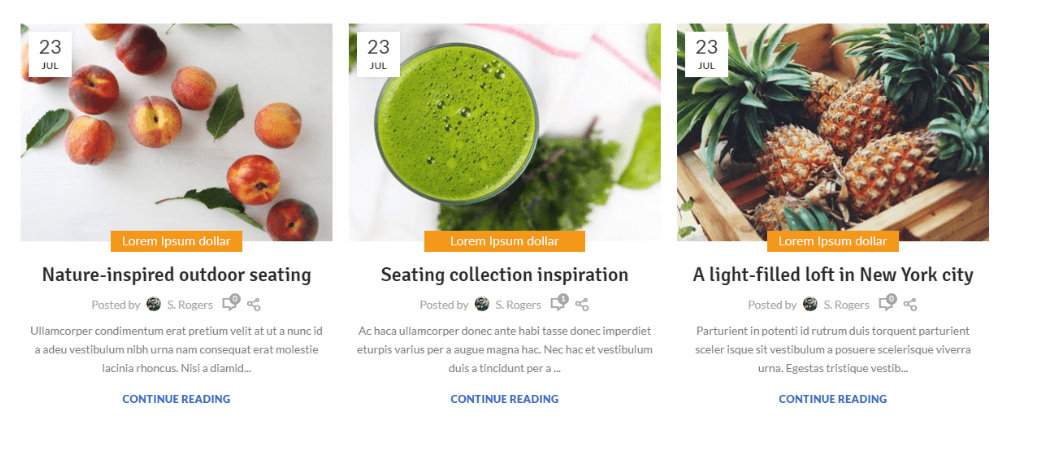 23
JUL
Lorem Ipsum dollar
Nature-inspired outdoor seating
Posted by S. Rogers 0
Ullamcorper condimentum erat pretium velit at ut a nunc id
a adeu vestibulum nibh urna nam consequat erat molestie
lacinia rhoncus. Nisi a diamid...
CONTINUE READING
23
JUL
Lorem Ipsum dollar
Seating collection inspiration
Posted by S. Rogers 1
Ac haca ullamcorper donec ante habi tasse donec imperdiet
eturpis varius per a augue magna hac. Nec hac et vestibulum
duis a tincidunt per a ...
CONTINUE READING
23
JUL
Lorem Ipsum dollar
A light-filled loft in New York city
Posted by S. Rogers 0
Parturient in potenti id rutrum duis torquent parturient
sceler isque sit vestibulum a posuere scelerisque viverra
urna. Egestas tristique vestib...
CONTINUE READING